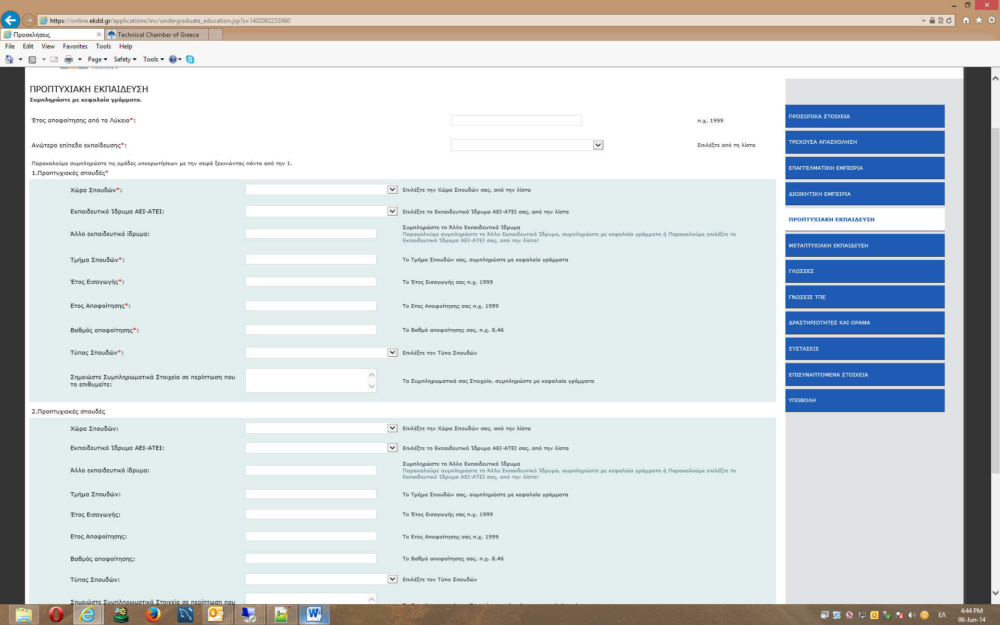 https://online.ekdd.gr/applications/inv/undergraduate_education.jsp?s=1402062253960
Προσκλήσεις
Technical Chamber of Greece
File Edit View Favorites Tools Help
Page Safety Tools
ΠΡΟΠΤΥΧΙΑΚΗ ΕΚΠΑΙΔΕΥΣΗ
Συμπληρώστε με κεφαλαία γράμματα.
Έτος αποφοίτησης από το Λύκειο*: π.χ. 1999
Ανώτερο επίπεδο εκπαίδευσης*: Επιλέξτε από τη λίστα
Παρακαλούμε συμπληρώστε τις ομάδες υποερωτήσεων με την σειρά ξεκινώντας πάντα από την 1.
1.Προπτυχιακές σπουδές*
Χώρα Σπουδών*: Επιλέξτε την Χώρα Σπουδών σας, από την λίστα
Εκπαιδευτικό Ίδρυμα ΑΕΙ-ΑΤΕΙ: Επιλέξτε το Εκπαιδευτικό Ίδρυμα ΑΕΙ-ΑΤΕΙ σας, από την λίστα
Άλλο εκπαιδευτικό ίδρυμα: Συμπληρώστε το Άλλο Εκπαιδευτικό Ίδρυμα
Παρακαλούμε συμπληρώστε το Άλλο Εκπαιδευτικό Ίδρυμα, συμπληρώστε με κεφαλαία γράμματα ή Παρακαλούμε επιλέξτε το
Εκπαιδευτικό Ίδρυμα ΑΕΙ-ΑΤΕΙ σας, από την λίστα!
Τμήμα Σπουδών*: Το Τμήμα Σπουδών σας, συμπληρώστε με κεφαλαία γράμματα
Έτος Εισαγωγής*: Το Έτος Εισαγωγής σας π.χ. 1999
Ετος Αποφοίτησης*: Το Ετος Αποφοίτησης σας π.χ. 1999
Βαθμός αποφοίτησης*: Το Βαθμό αποφοίτησης σας, π.χ. 8,46
Τύπος Σπουδών*: Επιλέξτε τον Τύπο Σπουδών
Σημειώστε Συμπληρωματικά Στοιχεία σε περίπτωση που
το επιθυμείτε: Τα Συμπληρωματικά σας Στοιχεία, συμπληρώστε με κεφαλαία γράμματα
2.Προπτυχιακές σπουδές
Χώρα Σπουδών: Επιλέξτε την Χώρα Σπουδών σας, από την λίστα
Εκπαιδευτικό Ίδρυμα ΑΕΙ-ΑΤΕΙ: Επιλέξτε το Εκπαιδευτικό Ίδρυμα ΑΕΙ-ΑΤΕΙ σας, από την λίστα
Άλλο εκπαιδευτικό ίδρυμα: Συμπληρώστε το Άλλο Εκπαιδευτικό Ίδρυμα
Παρακαλούμε συμπληρώστε το Άλλο Εκπαιδευτικό Ίδρυμα, συμπληρώστε με κεφαλαία γράμματα ή Παρακαλούμε επιλέξτε το
Εκπαιδευτικό Ίδρυμα ΑΕΙ-ΑΤΕΙ σας, από την λίστα!
Τμήμα Σπουδών: Το Τμήμα Σπουδών σας, συμπληρώστε με κεφαλαία γράμματα
Έτος Εισαγωγής: Το Έτος Εισαγωγής σας π.χ. 1999
Ετος Αποφοίτησης: Το Ετος Αποφοίτησης σας π.χ. 1999
Βαθμός αποφοίτησης: Το Βαθμό αποφοίτησης σας, π.χ. 8,46
Τύπος Σπουδών: Επιλέξτε τον Τύπο Σπουδών
Σημειώστε Συμπληρωματικά Στοιχεία σε περίπτωση που
ΠΡΟΣΩΠΙΚΑ ΣΤΟΙΧΕΙΑ
ΤΡΕΧΟΥΣΑ ΑΠΑΣΧΟΛΗΣΗ
ΕΠΑΓΓΕΛΜΑΤΙΚΗ ΕΜΠΕΙΡΙΑ
ΔΙΟΙΚΗΤΙΚΗ ΕΜΠΕΙΡΙΑ
ΠΡΟΠΤΥΧΙΑΚΗ ΕΚΠΑΙΔΕΥΣΗ
ΜΕΤΑΠΤΥΧΙΑΚΗ ΕΚΠΑΙΔΕΥΣΗ
ΓΛΩΣΣΕΣ
ΓΝΩΣΕΙΣ ΤΠΕ
ΔΡΑΣΤΗΡΙΟΤΗΤΕΣ ΚΑΙ ΟΡΑΜΑ
ΣΥΣΤΑΣΕΙΣ
ΕΠΙΣΥΝΑΠΤΟΜΕΝΑ ΣΤΟΙΧΕΙΑ
ΥΠΟΒΟΛΗ
ΕΛ
4:44 PM
06-Jun-14